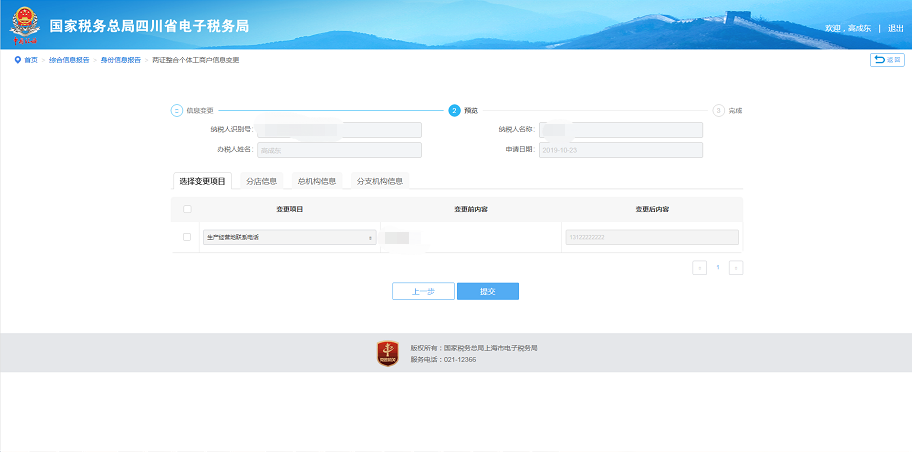 国家税务总局四川省电子税务局
欢迎，高成东 | 退出
首页 > 综合信息报告 > 身份信息报告 > 两证整合个体工商户信息变更
返回
信息变更
2 预览
3 完成
纳税人识别号：
纳税人名称：
办税人姓名：高成东
申请日期：2019-10-23
选择变更项目 分店信息 总机构信息 分支机构信息
变更项目 变更前内容 变更后内容
生产经营地联系电话 13122222222
1
上一步 提交
版权所有：国家税务总局上海市电子税务局
服务电话：021-12366